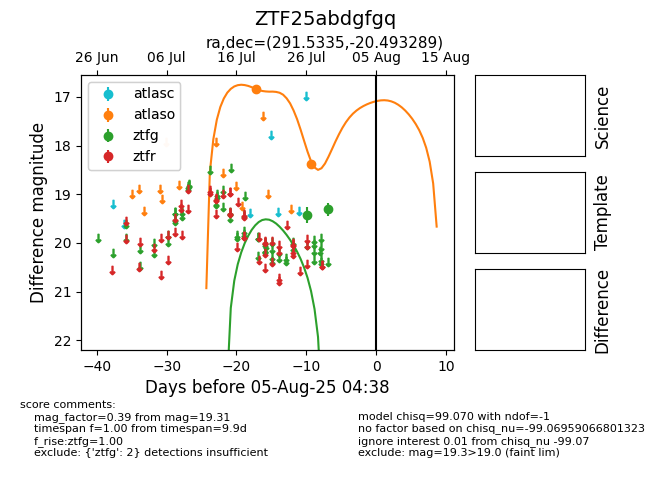 ZTF25abdgfgq
ra,dec=(291.5335,-20.493289)
26 Jun 06 Jul 16 Jul 26 Jul 05 Aug 15 Aug
atlasc
atlaso
ztfg
ztfr
17
18
19
20
21
22
Difference magnitude
−40 −30 −20 −10 0 10
Days before 05-Aug-25 04:38
Science
Template
Difference
score comments:
mag_factor=0.39 from mag=19.31
timespan f=1.00 from timespan=9.9d
f_rise:ztfg=1.00
exclude: {'ztfg': 2} detections insufficient
model chisq=99.070 with ndof=-1
no factor based on chisq_nu=-99.06959066801323
ignore interest 0.01 from chisq_nu -99.07
exclude: mag=19.3>19.0 (faint lim)